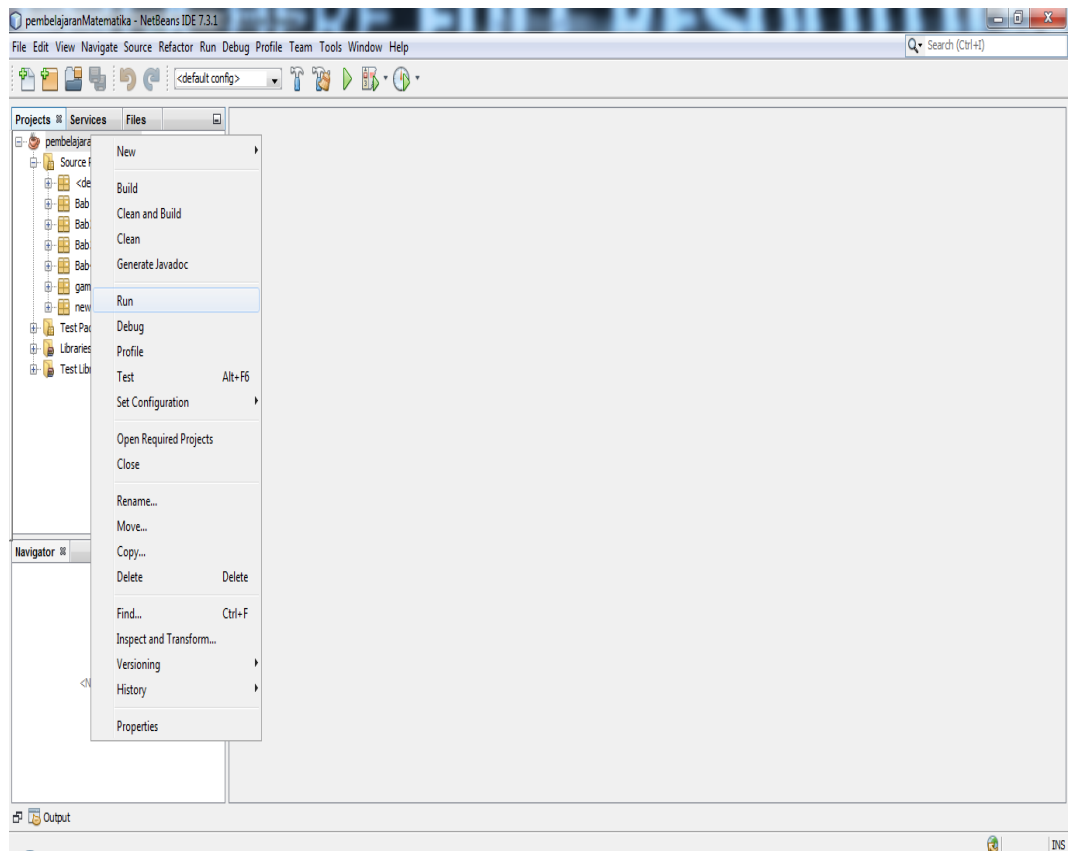 pembelajaranMatematika - NetBeans IDE 7.3.1
File Edit View Navigate Source Refactor Run Debug Profile Team Tools Window Help
Search (Ctrl+I)
<default config>
Projects Services Files
pembelajara
Source
<de
Bab
Bab
Bab
Bab
gam
new
Test Pac
Libraries
Test Libr
New
Build
Clean and Build
Clean
Generate Javadoc
Run
Debug
Profile
Test Alt+F6
Set Configuration
Open Required Projects
Close
Rename...
Move...
Copy...
Delete Delete
Find... Ctrl+F
Inspect and Transform...
Versioning
History
Properties
Navigator
<N
Output
INS